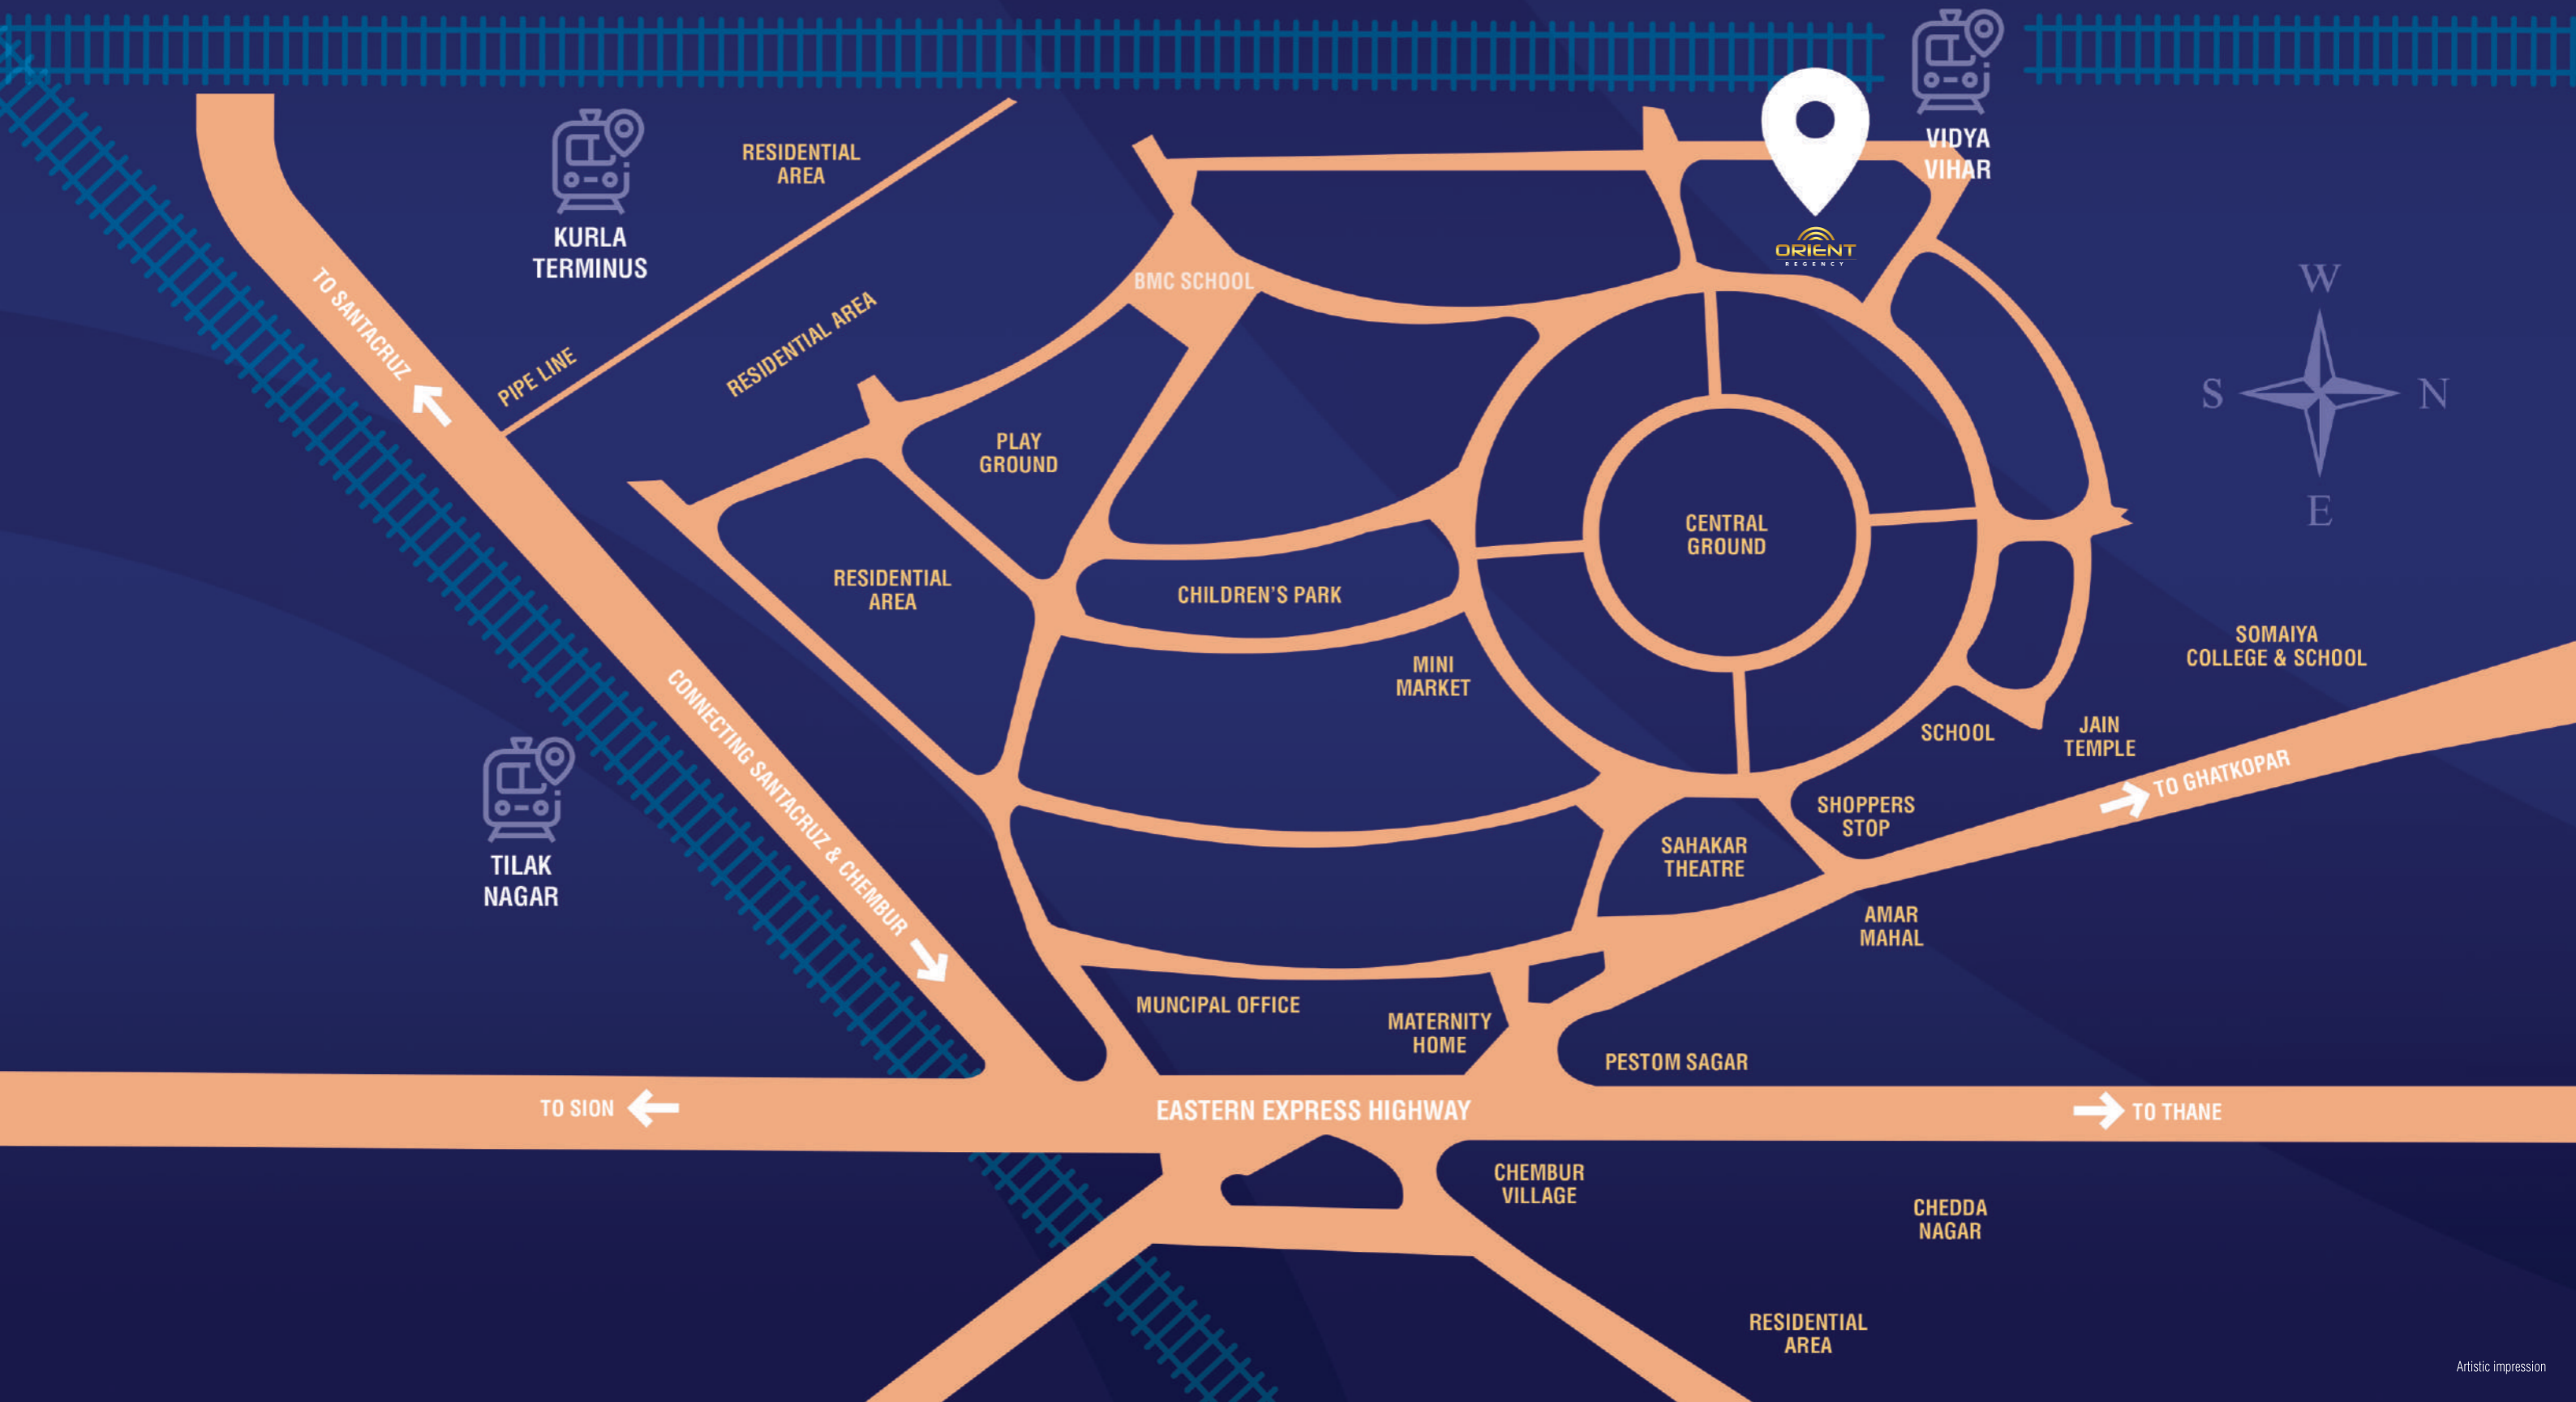 VIDYA
VIHAR
RESIDENTIAL
AREA
KURLA
TERMINUS
ORIENT
REGENCY
W
S
N
E
BMC SCHOOL
TO SANTACRUZ
RESIDENTIAL AREA
PIPE LINE
PLAY
GROUND
CENTRAL
GROUND
RESIDENTIAL
AREA
CHILDREN'S PARK
MINI
MARKET
SOMAIYA
COLLEGE & SCHOOL
SCHOOL
JAIN
TEMPLE
TO GHATKOPAR
CONNECTING SANTACRUZ & CHEMBUR
SHOPPERS
STOP
SAHAKAR
THEATRE
TILAK
NAGAR
AMAR
MAHAL
MUNCIPAL OFFICE
MATERNITY
HOME
PESTOM SAGAR
TO SION
EASTERN EXPRESS HIGHWAY
TO THANE
CHEMBUR
VILLAGE
CHEDDA
NAGAR
RESIDENTIAL
AREA
Artistic impression